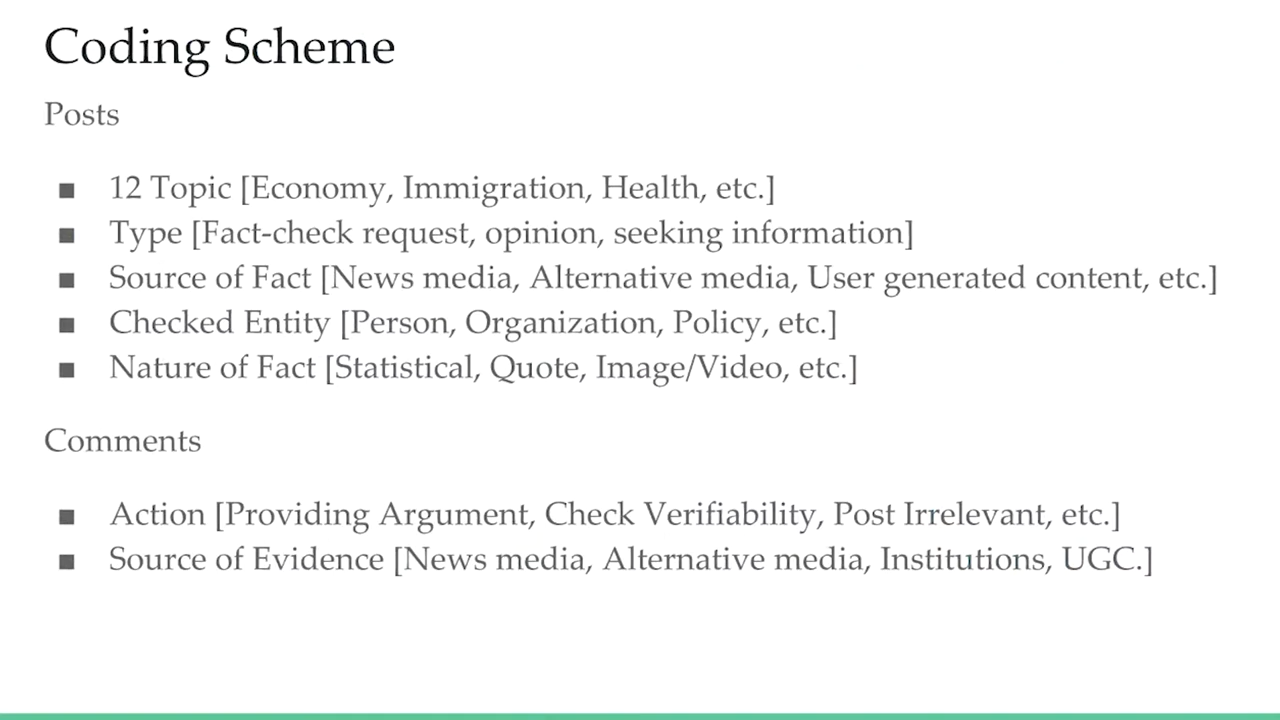 Coding Scheme
Posts
■ 12 Topic [Economy, Immigration, Health, etc.]
■ Type [Fact-check request, opinion, seeking information]
■ Source of Fact [News media, Alternative media, User generated content, etc.]
■ Checked Entity [Person, Organization, Policy, etc.]
■ Nature of Fact [Statistical, Quote, Image/Video, etc.]
Comments
■ Action [Providing Argument, Check Verifiability, Post Irrelevant, etc.]
■ Source of Evidence [News media, Alternative media, Institutions, UGC.]